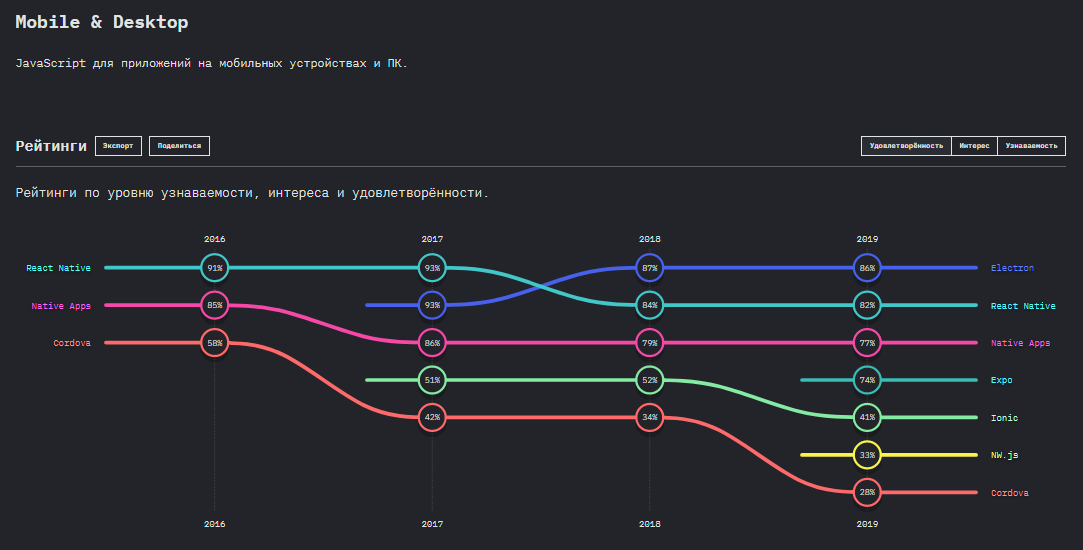 Mobile & Desktop
JavaScript для приложений на мобильных устройствах и ПК.
Рейтинги Экспорт Поделиться Удовлетворённость Интерес Узнаваемость
Рейтинги по уровню узнаваемости, интереса и удовлетворённости.
2016 2017 2018 2019
React Native 91% 93% 87% 86% Electron
Native Apps 85% 93% 84% 82% React Native
Cordova 58% 86% 79% 77% Native Apps
51% 52% 74% Expo
42% 34% 41% Ionic
33% NW.js
28% Cordova
2016 2017 2018 2019